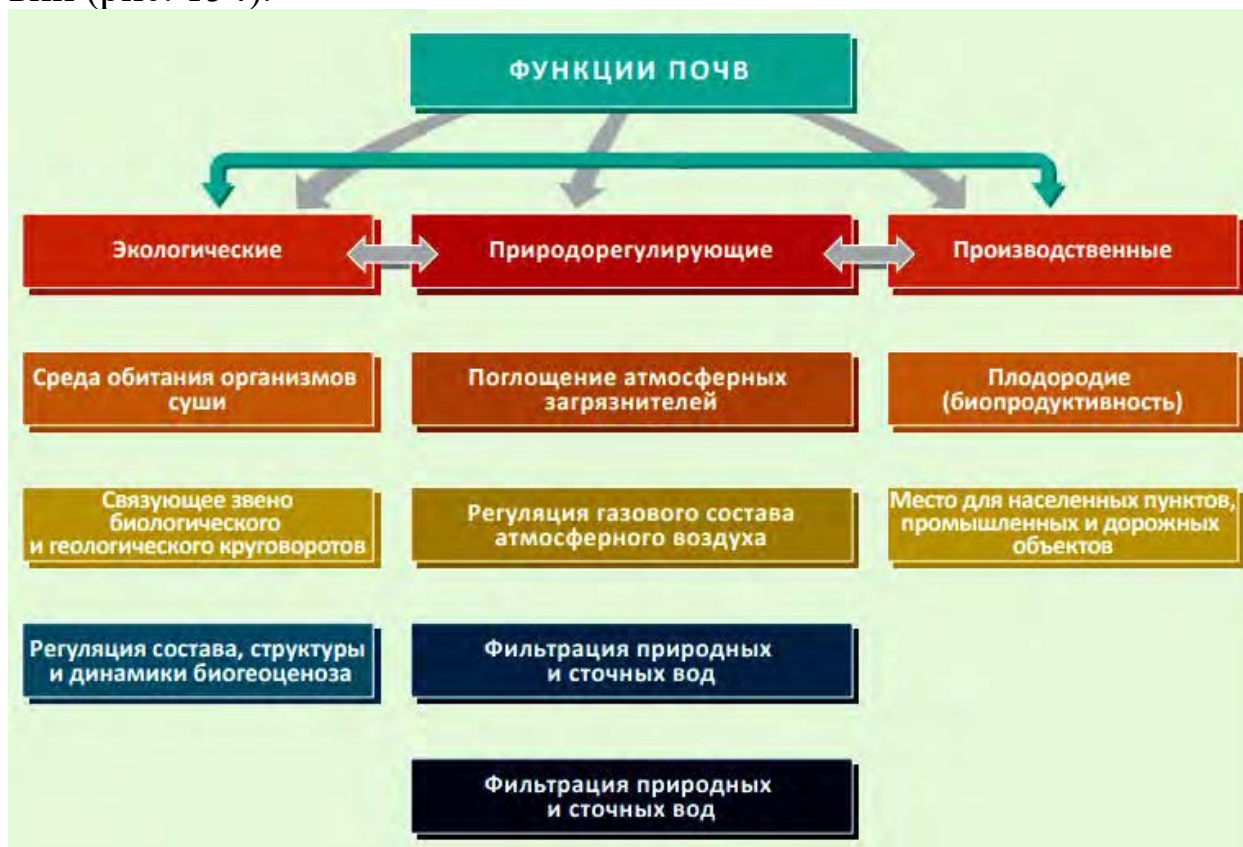 ФУНКЦИИ ПОЧВ
Экологические
Природорегулирующие
Производственные
Среда обитания организмов
суши
Поглощение атмосферных
загрязнителей
Плодородие
(биопродуктивность)
Связующее звено
биологического
и геологического круговоротов
Регуляция газового состава
атмосферного воздуха
Место для населенных пунктов,
промышленных и дорожных
объектов
Регуляция состава, структуры
и динамики биогеоценоза
Фильтрация природных
и сточных вод
Фильтрация природных
и сточных вод